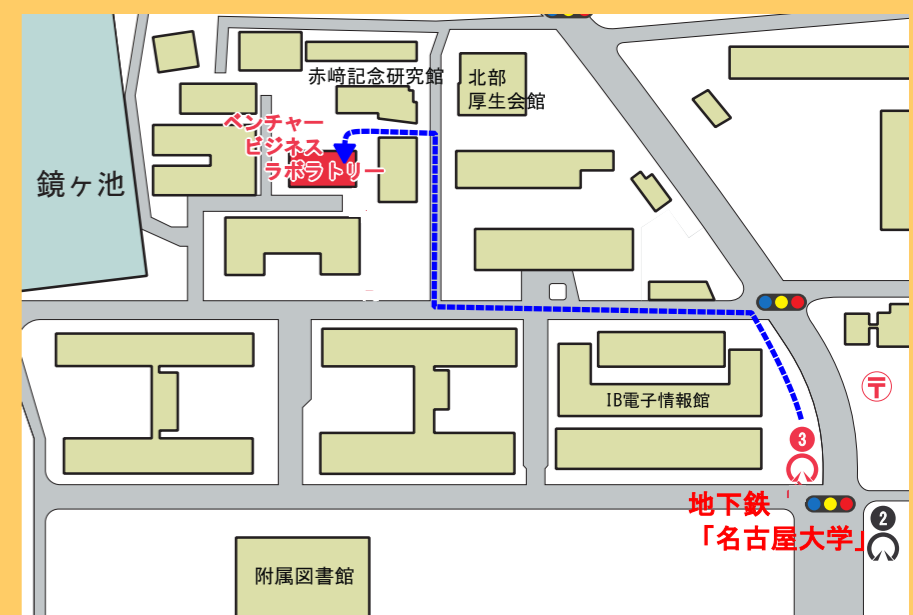 赤﨑記念研究館
北部
厚生会館
ベンチャー
ビジネス
ラボラトリー
鏡ヶ池
IB電子情報館
〒
3
地下鉄
「名古屋大学」
2
附属図書館